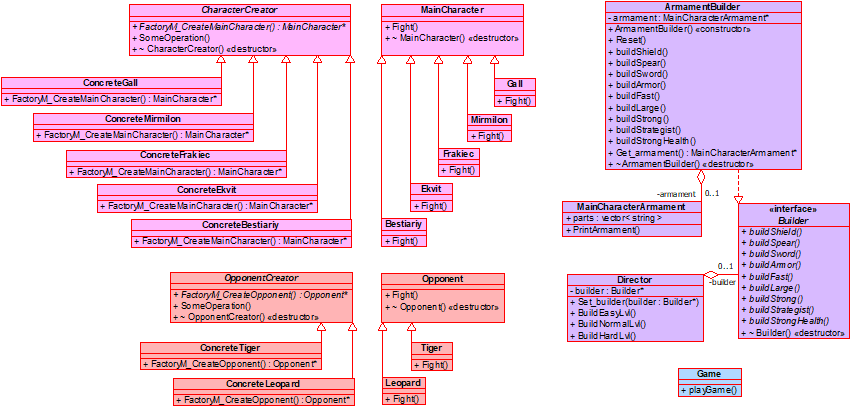 CharacterCreator
+ FactoryM_CreateMainCharacter() : MainCharacter*
+ SomeOperation()
+ ~ CharacterCreator() «destructor»
MainCharacter
+ Fight()
+ ~ MainCharacter() «destructor»
ConcreteGall
+ FactoryM_CreateMainCharacter() : MainCharacter*
ConcreteMirmilon
+ FactoryM_CreateMainCharacter() : MainCharacter*
ConcreteFrakiec
+ FactoryM_CreateMainCharacter() : MainCharacter*
ConcreteEkvit
+ FactoryM_CreateMainCharacter() : MainCharacter*
ConcreteBestiariy
+ FactoryM_CreateMainCharacter() : MainCharacter*
Gall
+ Fight()
Mirmilon
+ Fight()
Frakiec
+ Fight()
Ekvit
+ Fight()
Bestiariy
+ Fight()
ArmamentBuilder
- armament : MainCharacterArmament*
+ ArmamentBuilder() «constructor»
+ Reset()
+ buildShield()
+ buildSpear()
+ buildSword()
+ buildArmor()
+ buildFast()
+ buildLarge()
+ buildStrong()
+ buildStrategist()
+ buildStrongHealth()
+ Get_armament() : MainCharacterArmament*
+ ~ArmamentBuilder() «destructor»
-armament
0..1
MainCharacterArmament
+ parts : vector< string >
+ PrintArmament()
«interface»
Builder
+ buildShield()
+ buildSpear()
+ buildSword()
+ buildArmor()
+ buildFast()
+ buildLarge()
+ buildStrong()
+ buildStrategist()
+ buildStrongHealth()
+ ~ Builder() «destructor»
0..1
-builder
Director
- builder : Builder*
+ Set_builder(builder : Builder*)
+ BuildEasyLvl()
+ BuildNormalLvl()
+ BuildHardLvl()
OpponentCreator
+ FactoryM_CreateOpponent() : Opponent*
+ SomeOperation()
+ ~ OpponentCreator() «destructor»
Opponent
+ Fight()
+ ~ Opponent() «destructor»
ConcreteTiger
+ FactoryM_CreateOpponent() : Opponent*
ConcreteLeopard
+ FactoryM_CreateOpponent() : Opponent*
Tiger
+ Fight()
Leopard
+ Fight()
Game
+ playGame()